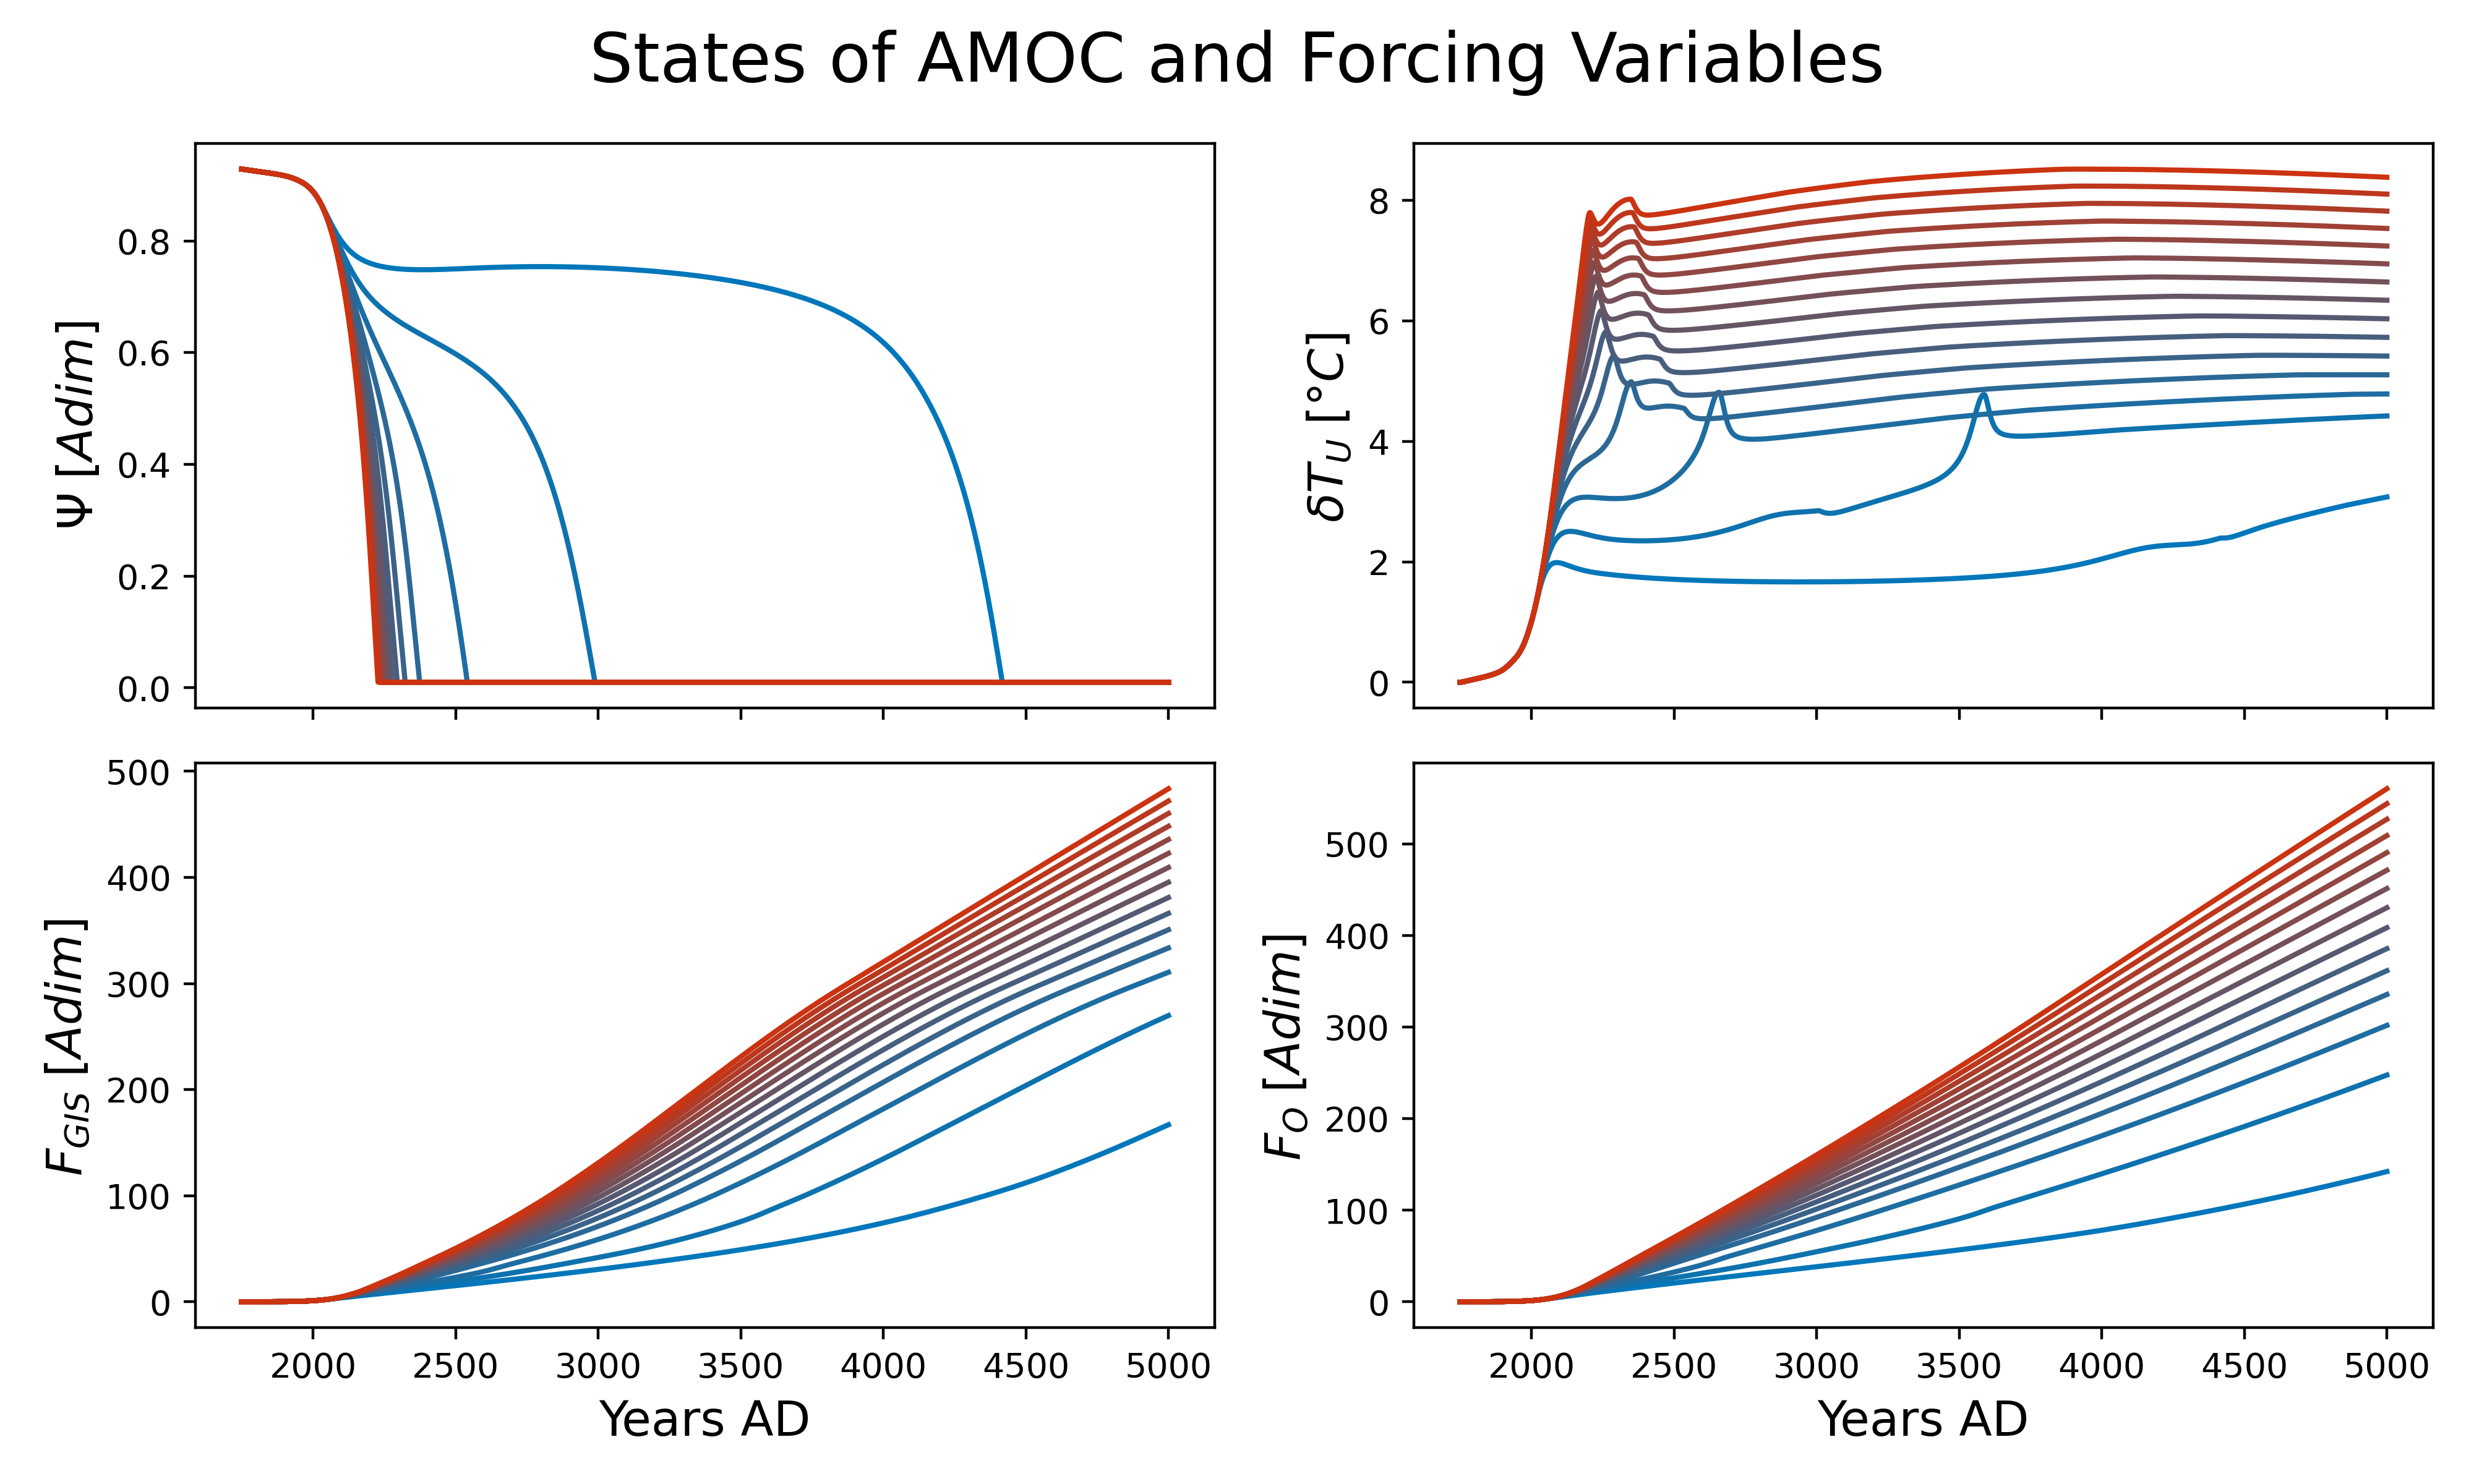 States of AMOC and Forcing Variables
Ψ [Adim]
0.8
0.6
0.4
0.2
0.0
δT_U [°C]
8
6
4
2
0
F_GIS [Adim]
500
400
300
200
100
0
2000 2500 3000 3500 4000 4500 5000
Years AD
F_O [Adim]
500
400
300
200
100
0
2000 2500 3000 3500 4000 4500 5000
Years AD